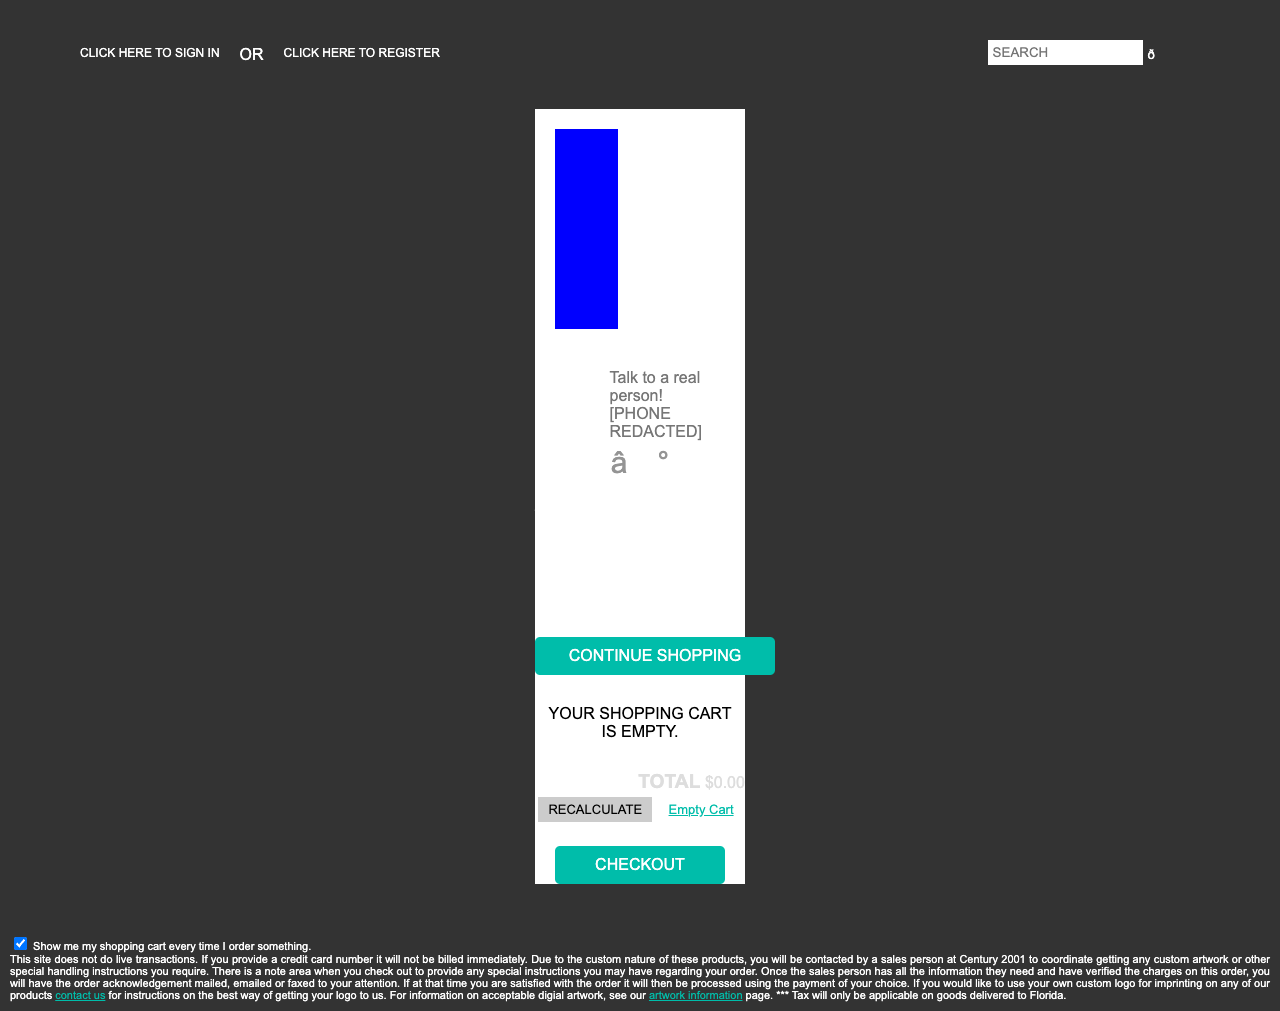 CLICK HERE TO SIGN IN OR CLICK HERE TO REGISTER SEARCH ð
Talk to a real
person!
[PHONE
REDACTED]
â °
CONTINUE SHOPPING
YOUR SHOPPING CART
IS EMPTY.
TOTAL $0.00
RECALCULATE Empty Cart
CHECKOUT
Show me my shopping cart every time I order something.
This site does not do live transactions. If you provide a credit card number it will not be billed immediately. Due to the custom nature of these products, you will be contacted by a sales person at Century 2001 to coordinate getting any custom artwork or other
special handling instructions you require. There is a note area when you check out to provide any special instructions you may have regarding your order. Once the sales person has all the information they need and have verified the charges on this order, you
will have the order acknowledgement mailed, emailed or faxed to your attention. If at that time you are satisfied with the order it will then be processed using the payment of your choice. If you would like to use your own custom logo for imprinting on any of our
products contact us for instructions on the best way of getting your logo to us. For information on acceptable digial artwork, see our artwork information page. *** Tax will only be applicable on goods delivered to Florida.